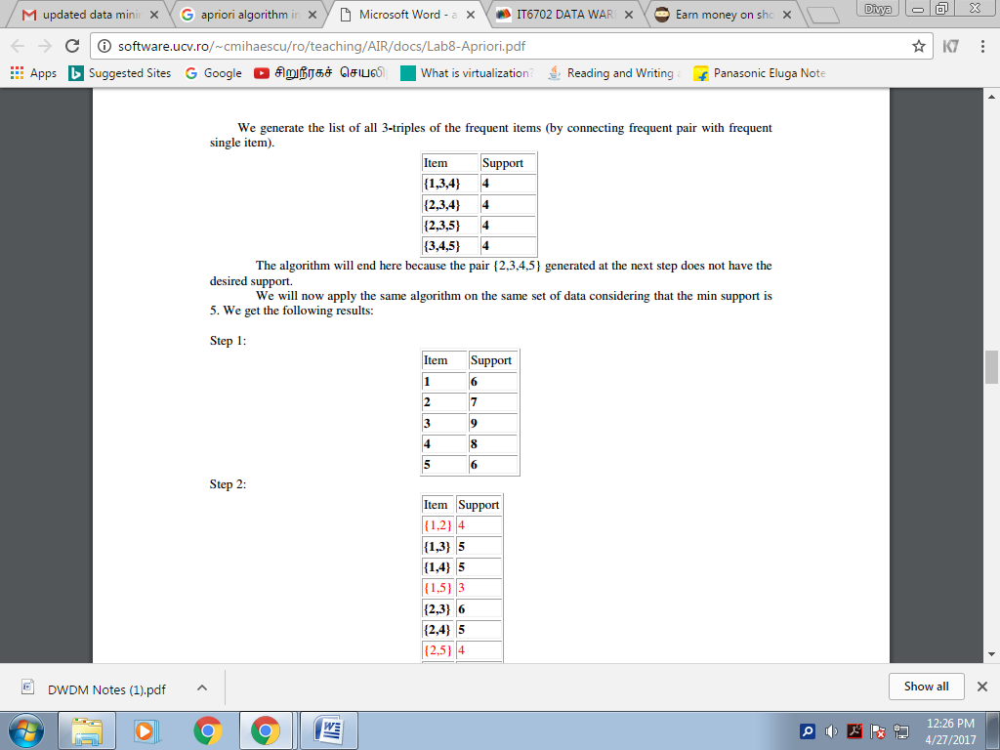 updated data mini
apriori algorithm in
Microsoft Word - a
IT6702 DATA WAR
Earn money on sho
Divya
software.ucv.ro/~cmihaescu/ro/teaching/AIR/docs/Lab8-Apriori.pdf
Apps
Suggested Sites
Google
சிறுநீரகச் செயலி
What is virtualization?
Reading and Writing
Panasonic Eluga Note
We generate the list of all 3-triples of the frequent items (by connecting frequent pair with frequent
single item).
Item Support
{1,3,4} 4
{2,3,4} 4
{2,3,5} 4
{3,4,5} 4
The algorithm will end here because the pair {2,3,4,5} generated at the next step does not have the
desired support.
We will now apply the same algorithm on the same set of data considering that the min support is
5. We get the following results:
Step 1:
Item Support
1 6
2 7
3 9
4 8
5 6
Step 2:
Item Support
{1,2} 4
{1,3} 5
{1,4} 5
{1,5} 3
{2,3} 6
{2,4} 5
{2,5} 4
DWDM Notes (1).pdf
Show all
12:26 PM
4/27/2017